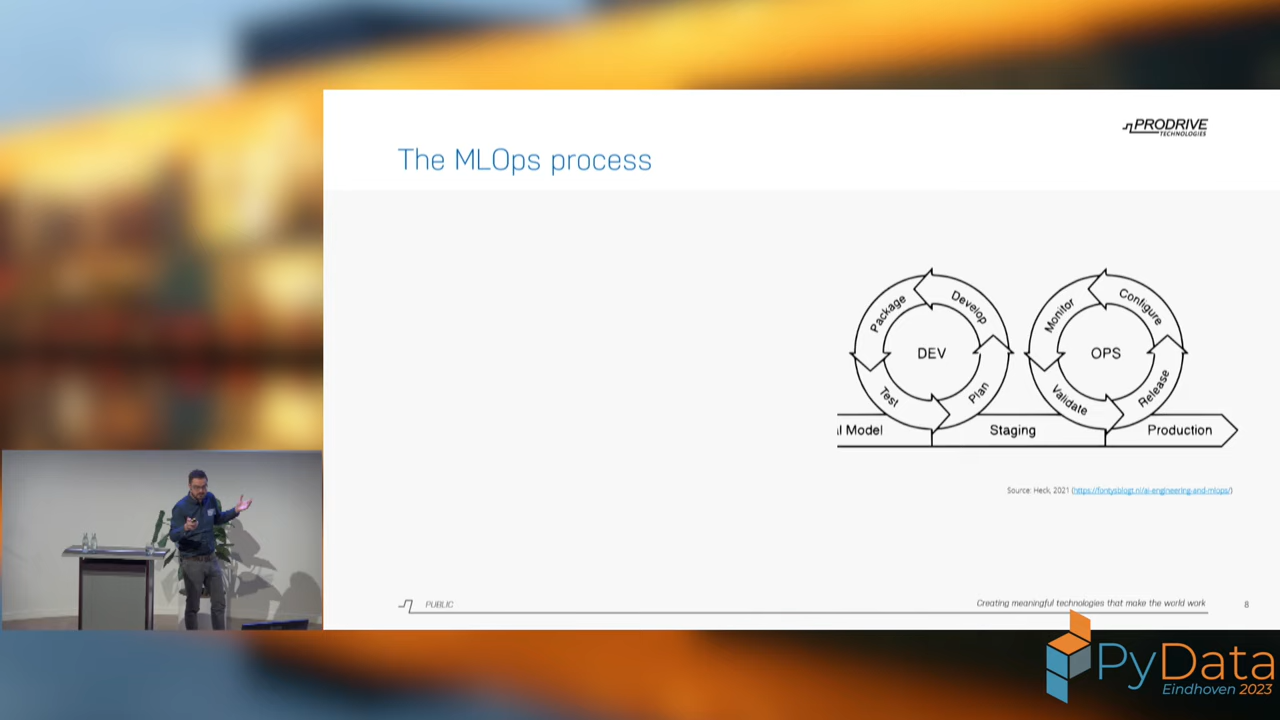 PRODRIVE
TECHNOLOGIES
The MLOps process
Package
Develop
DEV
Test
Plan
Monitor
Configure
OPS
Validate
Release
l Model
Staging
Production
Source: Heck, 2021 (https://fontysblogt.nl/ai-engineering-and-mlops/)
PUBLIC
Creating meaningful technologies that make the world work
8
PyData
Eindhoven 2023